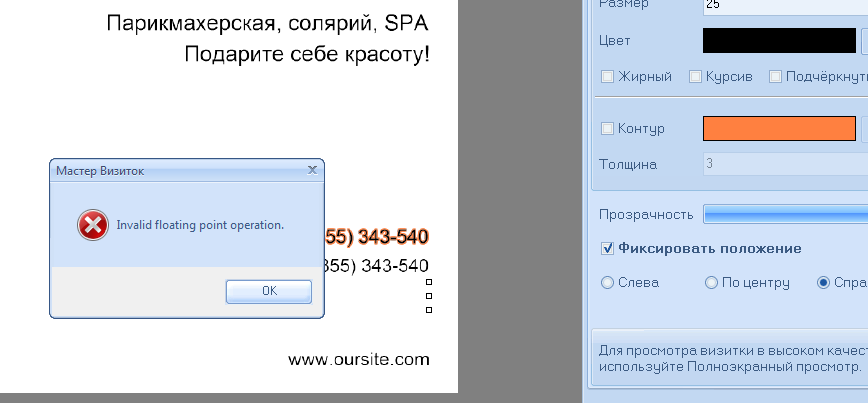 Парикмахерская, солярий, SPA
Подарите себе красоту!
Мастер Визиток
Invalid floating point operation.
OK
55) 343-540
355) 343-540
www.oursite.com
Размер
25
Цвет
Жирный Курсив Подчёркнуть
Контур
Толщина 3
Прозрачность
Фиксировать положение
Слева По центру Спра
Для просмотра визитки в высоком качест
используйте Полноэкранный просмотр.